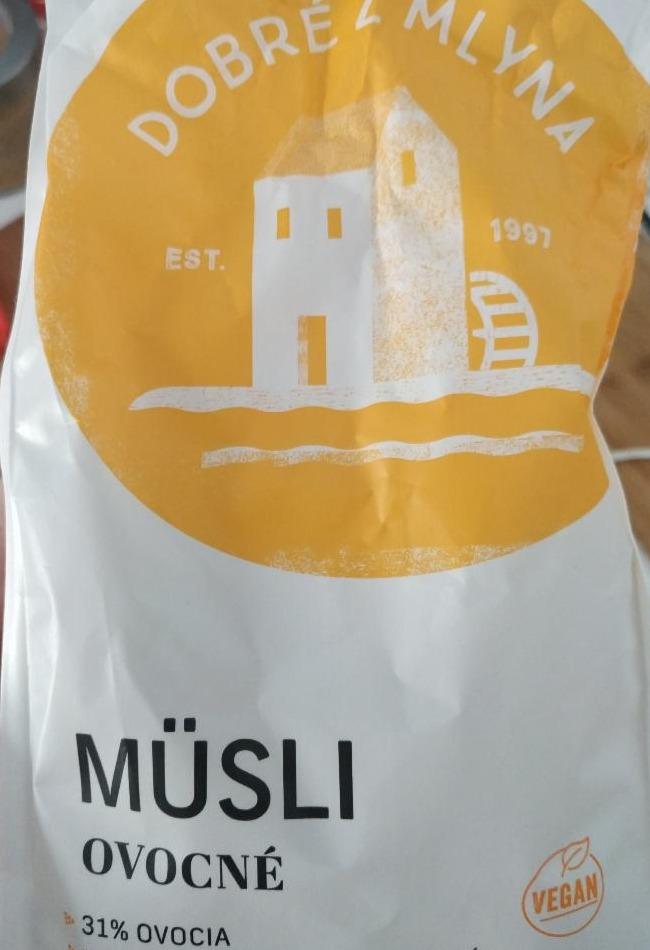 DOBRÉ Z MLYNA
EST. 1997
MÜSLI
OVOCNÉ
VEGAN
31% OVOCIA